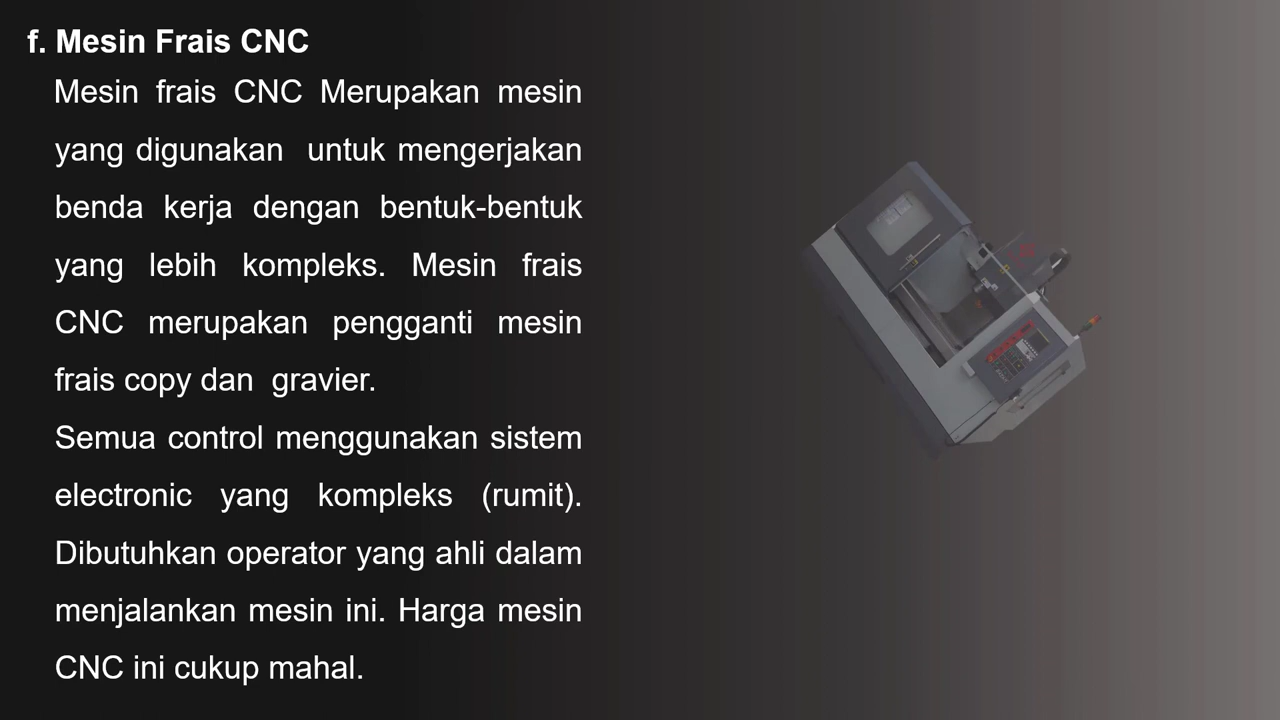 f. Mesin Frais CNC
Mesin frais CNC Merupakan mesin
yang digunakan  untuk mengerjakan
benda kerja dengan bentuk-bentuk
yang lebih kompleks. Mesin frais
CNC merupakan pengganti mesin
frais copy dan  gravier.
Semua control menggunakan sistem
electronic yang kompleks (rumit).
Dibutuhkan operator yang ahli dalam
menjalankan mesin ini. Harga mesin
CNC ini cukup mahal.